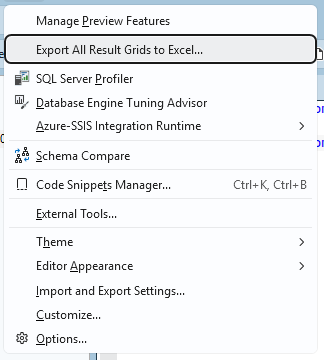 Manage Preview Features
Export All Result Grids to Excel...
SQL Server Profiler
Database Engine Tuning Advisor
Azure-SSIS Integration Runtime
Schema Compare
Code Snippets Manager... Ctrl+K, Ctrl+B
External Tools...
Theme
Editor Appearance
Import and Export Settings...
Customize...
Options...